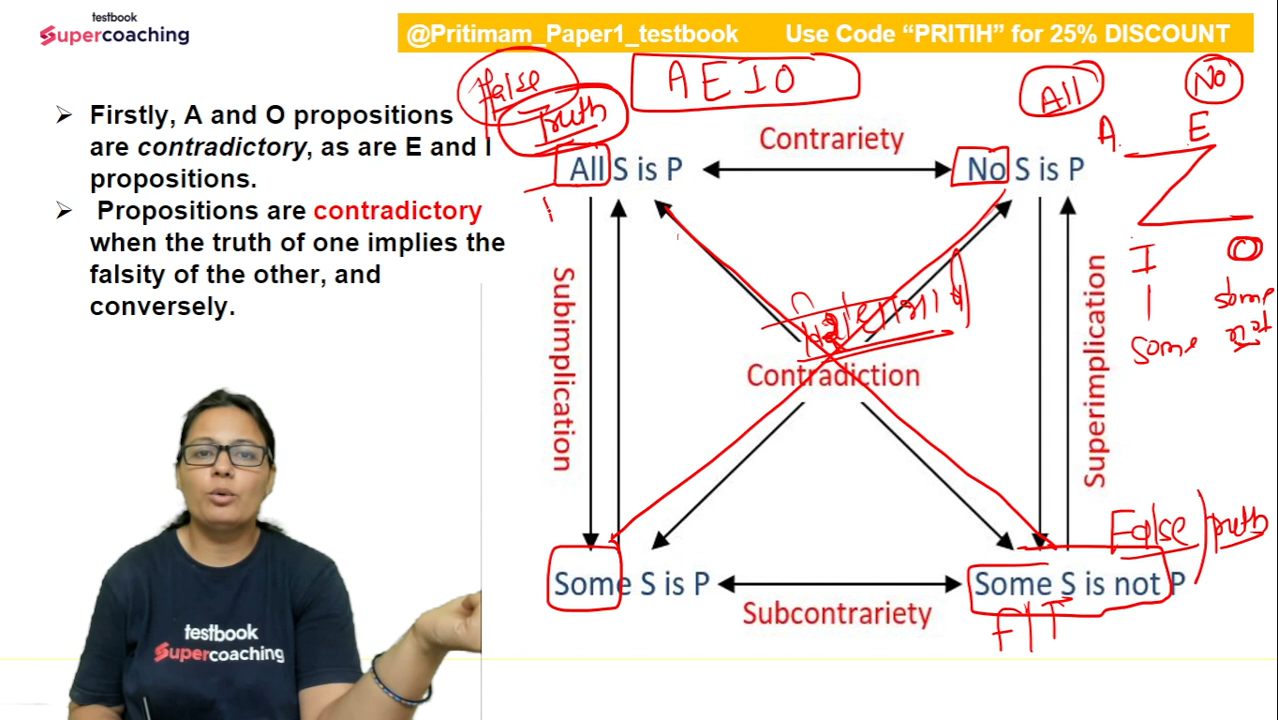 testbook
Supercoaching
@Pritimam_Paper1_testbook Use Code “PRITIH” for 25% DISCOUNT
➢ Firstly, A and O propositions
are contradictory, as are E and I
propositions.
➢ Propositions are contradictory
when the truth of one implies the
falsity of the other, and
conversely.
False
Truth
A E I O
All
No
A E
I O
Some
some
not
All S is P
Contrariety
No S is P
Subimplication
Contradiction
Superimplication
False / truth
Some S is P
Subcontrariety
Some S is not P
F/T
testbook
Supercoaching